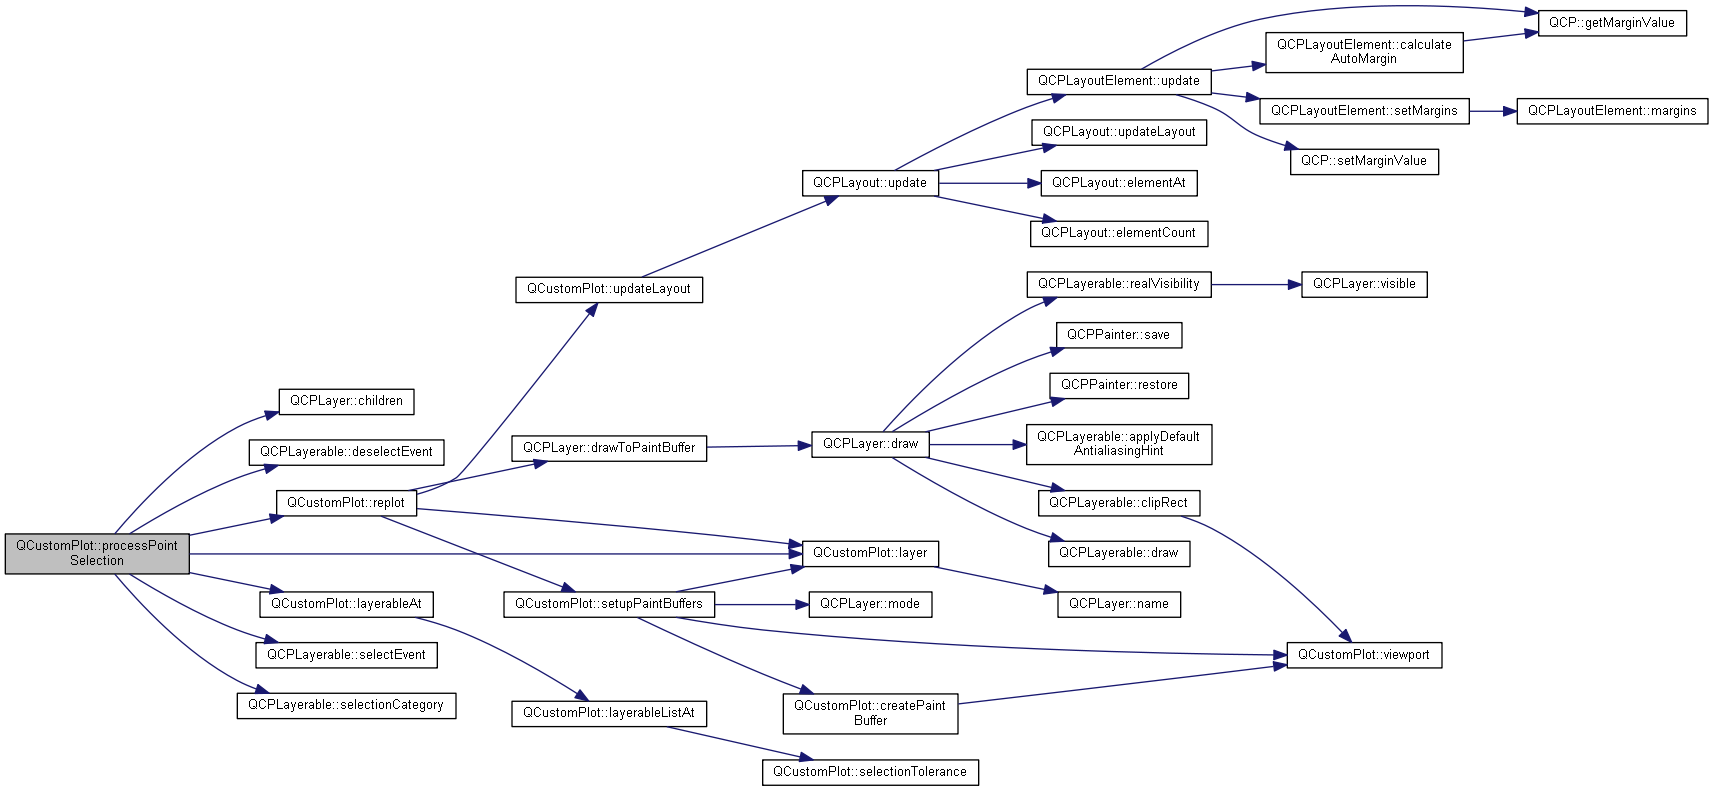 QCP::getMarginValue
QCPLayoutElement::calculate
AutoMargin
QCPLayoutElement::update
QCPLayoutElement::setMargins
QCPLayoutElement::margins
QCPLayout::updateLayout
QCP::setMarginValue
QCPLayout::update
QCPLayout::elementAt
QCPLayout::elementCount
QCustomPlot::updateLayout
QCPLayerable::realVisibility
QCPLayer::visible
QCPPainter::save
QCPPainter::restore
QCPLayer::children
QCPLayerable::deselectEvent
QCPLayer::drawToPaintBuffer
QCPLayer::draw
QCPLayerable::applyDefault
AntialiasingHint
QCustomPlot::replot
QCPLayerable::clipRect
QCustomPlot::processPoint
Selection
QCustomPlot::layer
QCPLayerable::draw
QCustomPlot::layerableAt
QCustomPlot::setupPaintBuffers
QCPLayer::mode
QCPLayer::name
QCPLayerable::selectEvent
QCustomPlot::viewport
QCPLayerable::selectionCategory
QCustomPlot::layerableListAt
QCustomPlot::createPaint
Buffer
QCustomPlot::selectionTolerance